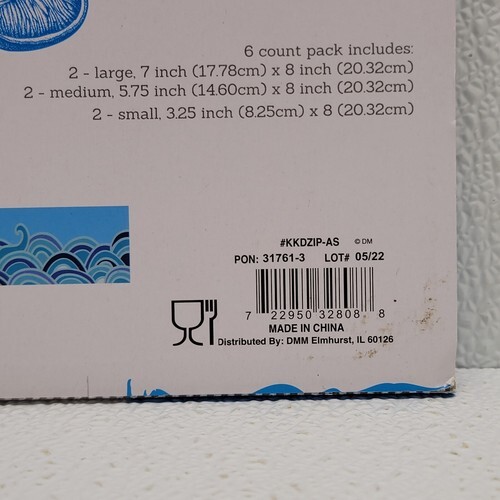 6 count pack includes:
2 - large, 7 inch (17.78cm) x 8 inch (20.32cm)
2 - medium, 5.75 inch (14.60cm) x 8 inch (20.32cm)
2 - small, 3.25 inch (8.25cm) x 8 (20.32cm)
#KKDZIP-AS © DM
PON: 31761-3 LOT# 05/22
7 22950 32808 8
MADE IN CHINA
Distributed By: DMM Elmhurst, IL 60126